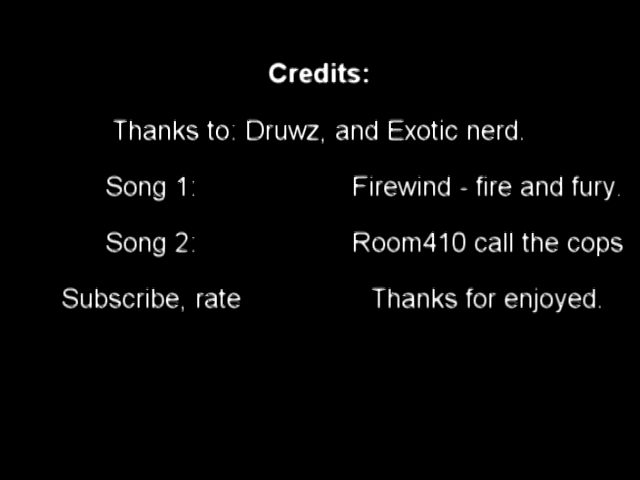 Credits:
Thanks to: Druwz, and Exotic nerd.
Song 1: Firewind - fire and fury.
Song 2: Room410 call the cops
Subscribe, rate Thanks for enjoyed.